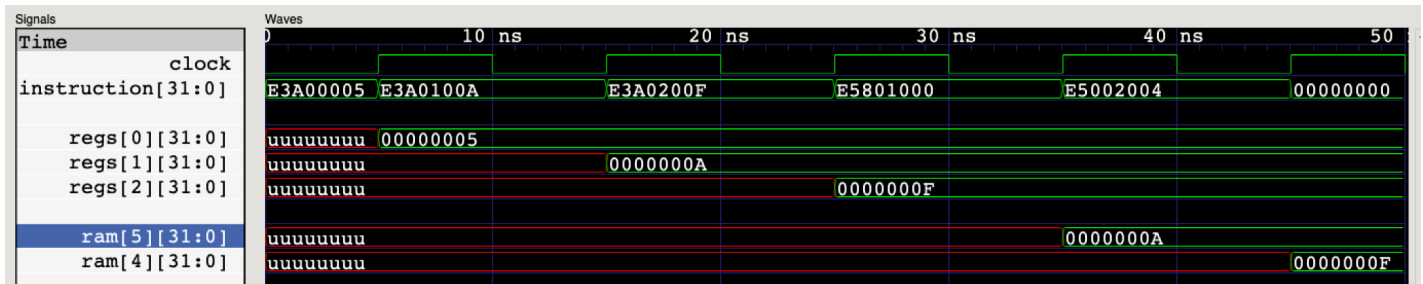 Signals Waves
Time 0 10 ns 20 ns 30 ns 40 ns 50
clock
instruction[31:0] E3A00005 E3A0100A E3A0200F E5801000 E5002004 00000000
regs[0][31:0] uuuuuuuu 00000005
regs[1][31:0] uuuuuuuu 0000000A
regs[2][31:0] uuuuuuuu 0000000F
ram[5][31:0] uuuuuuuu 0000000A
ram[4][31:0] uuuuuuuu 0000000F